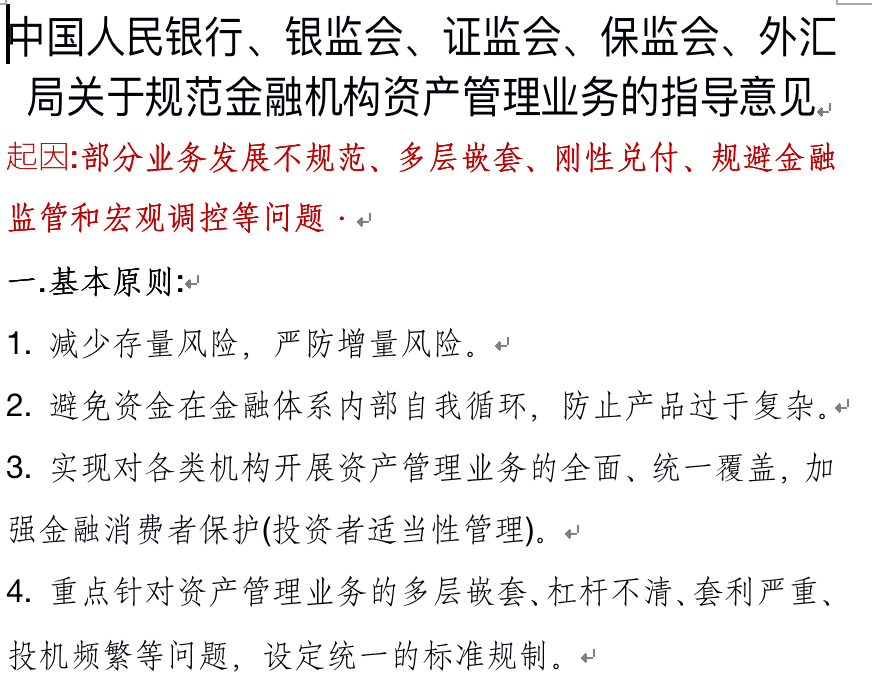 中国人民银行、银监会、证监会、保监会、外汇
局关于规范金融机构资产管理业务的指导意见
起因:部分业务发展不规范、多层嵌套、刚性兑付、规避金融
监管和宏观调控等问题·
一.基本原则:
1. 减少存量风险，严防增量风险。
2. 避免资金在金融体系内部自我循环，防止产品过于复杂。
3. 实现对各类机构开展资产管理业务的全面、统一覆盖，加
强金融消费者保护(投资者适当性管理)。
4. 重点针对资产管理业务的多层嵌套、杠杆不清、套利严重、
投机频繁等问题，设定统一的标准规制。